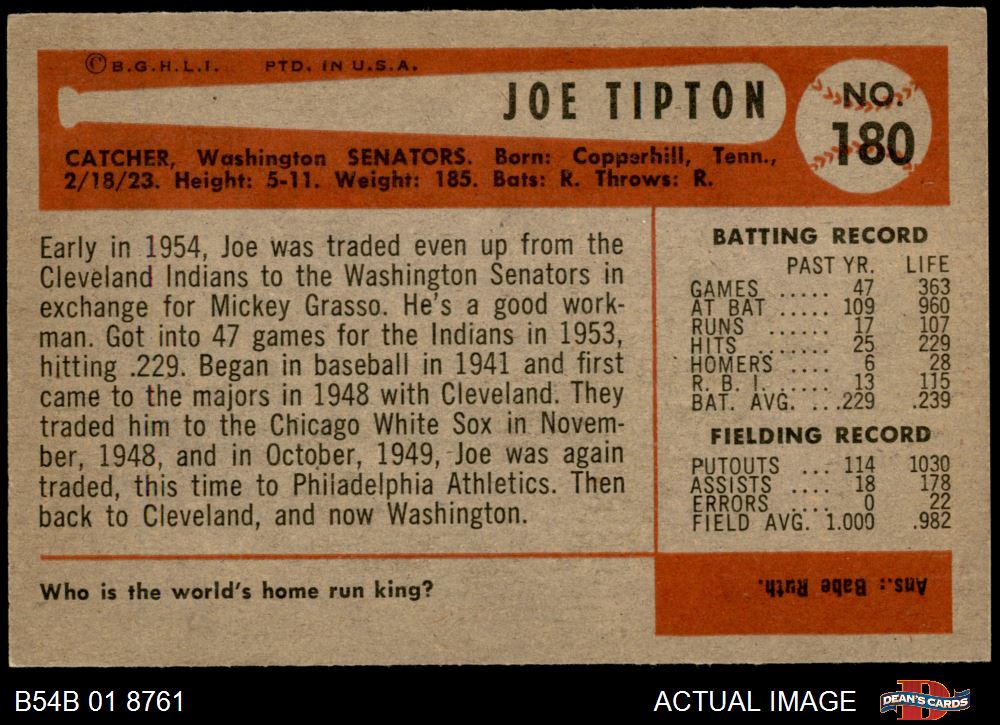 © B.G.H.L.I. PTD. IN U.S.A.
JOE TIPTON
NO.
180
CATCHER, Washington SENATORS. Born: Copperhill, Tenn.,
2/18/23. Height: 5-11. Weight: 185. Bats: R. Throws: R.
Early in 1954, Joe was traded even up from the
Cleveland Indians to the Washington Senators in
exchange for Mickey Grasso. He's a good work-
man. Got into 47 games for the Indians in 1953,
hitting .229. Began in baseball in 1941 and first
came to the majors in 1948 with Cleveland. They
traded him to the Chicago White Sox in Novem-
ber, 1948, and in October, 1949, Joe was again
traded, this time to Philadelphia Athletics. Then
back to Cleveland, and now Washington.
BATTING RECORD
PAST YR. LIFE
GAMES ..... 47 363
AT BAT ..... 109 960
RUNS ...... 17 107
HITS ....... 25 229
HOMERS .... 6 28
R. B. I. ..... 13 115
BAT. AVG. ...229 .239
FIELDING RECORD
PUTOUTS ... 114 1030
ASSISTS .... 18 178
ERRORS .... 0 22
FIELD AVG. 1.000 .982
Who is the world's home run king?
Ans.: Babe Ruth.
B54B 01 8761
ACTUAL IMAGE
DEAN'S CARDS